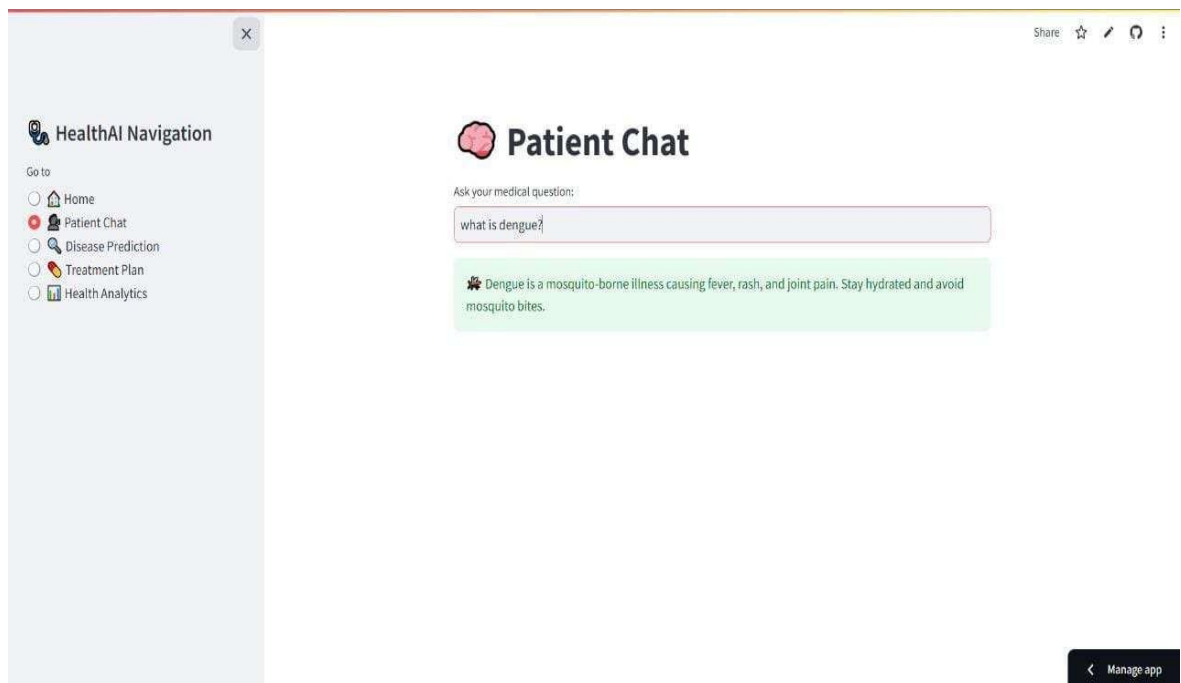 Share
HealthAI Navigation
Go to
Home
Patient Chat
Disease Prediction
Treatment Plan
Health Analytics
Patient Chat
Ask your medical question:
what is dengue?
Dengue is a mosquito-borne illness causing fever, rash, and joint pain. Stay hydrated and avoid
mosquito bites.
Manage app